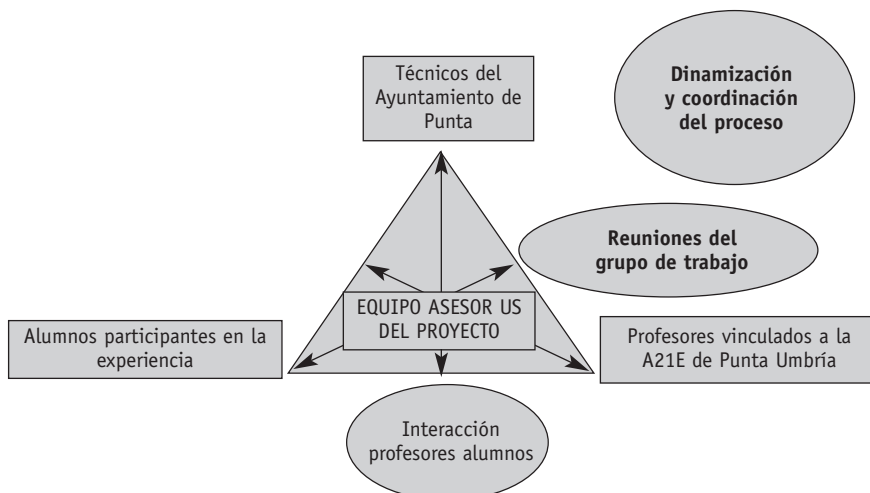 Técnicos del
Ayuntamiento de
Punta
Dinamización
y coordinación
del proceso
Reuniones del
grupo de trabajo
EQUIPO ASESOR US
DEL PROYECTO
Alumnos participantes en la
experiencia
Profesores vinculados a la
A21E de Punta Umbría
Interacción
profesores alumnos